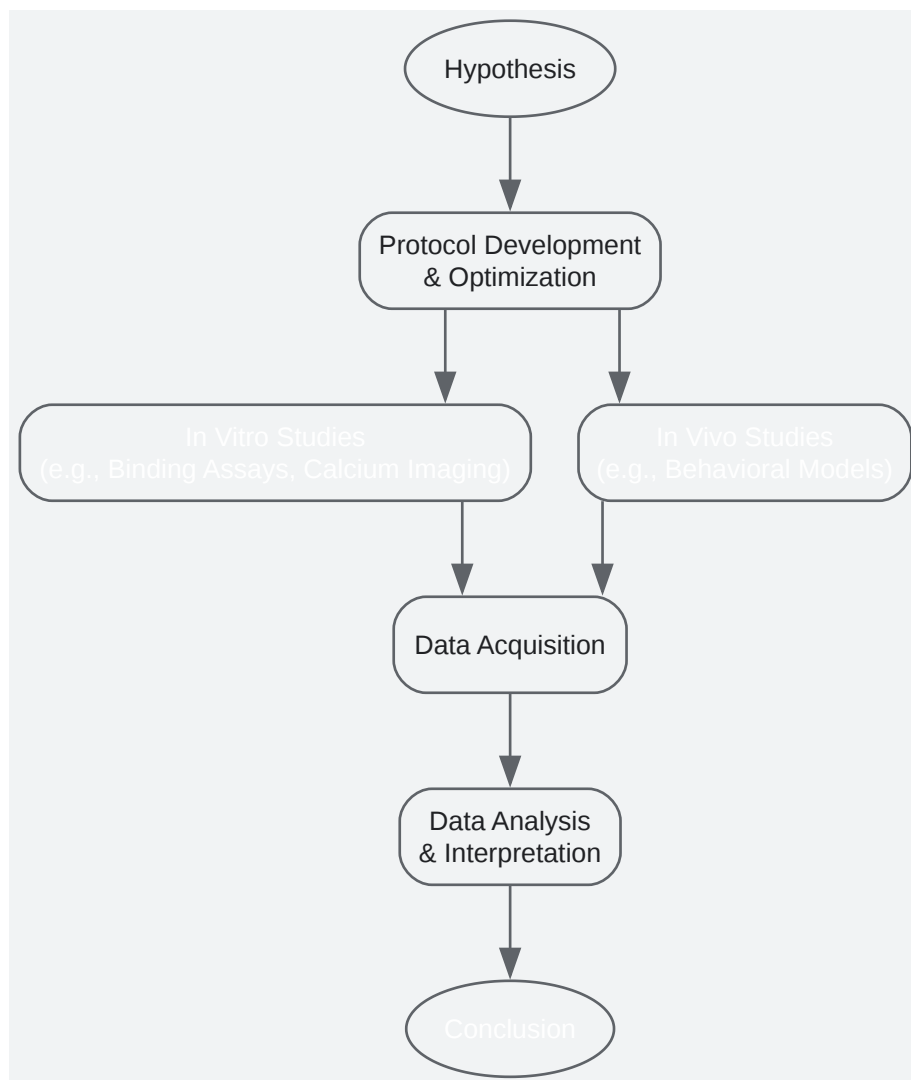 Hypothesis
Protocol Development
& Optimization
In Vitro Studies
(e.g., Binding Assays, Calcium Imaging)
In Vivo Studies
(e.g., Behavioral Models)
Data Acquisition
Data Analysis
& Interpretation
Conclusion